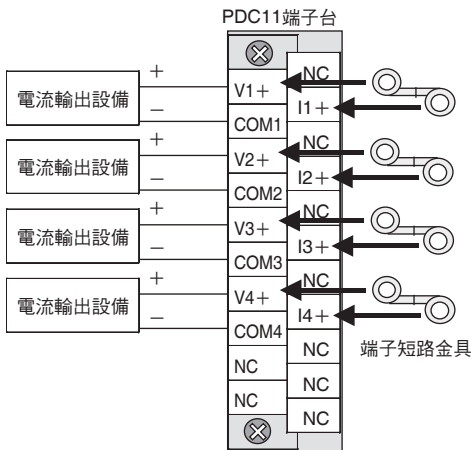 PDC11端子台
NC
+
V1+
電流輸出設備
I1+
−
COM1
NC
+
V2+
電流輸出設備
I2+
−
COM2
NC
+
V3+
電流輸出設備
I3+
−
COM3
NC
+
V4+
電流輸出設備
I4+
−
COM4
NC
端子短路金具
NC
NC
NC
NC